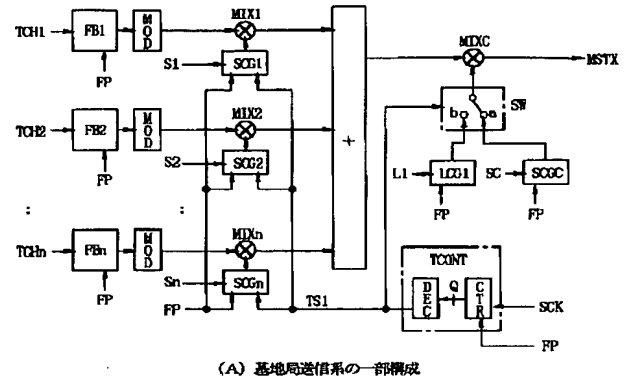 TCH1
FB1
MOD
MIX1
S1
SCG1
FP
TCH2
FB2
MOD
MIX2
S2
SCG2
FP
:
:
TCHn
FBn
MOD
MIXn
Sn
SCGn
FP
FP
TS1
+
MIXC
MSTX
b
a
SW
L1
LCG1
SC
SCGC
FP
FP
TCONT
DEC
Q
CTR
SCK
FP
(A) 基地局送信系の一部構成